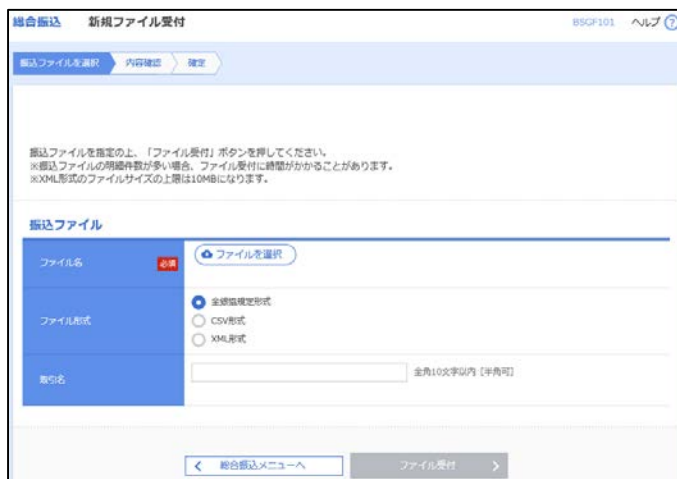 総合振込 新規ファイル受付 BSGF101 ヘルプ ?
振込ファイルを選択 内容確認 確定
振込ファイルを指定の上、「ファイル受付」ボタンを押してください。
※振込ファイルの明細件数が多い場合、ファイル受付に時間がかかることがあります。
※XML形式のファイルサイズの上限は10MBになります。
振込ファイル
ファイル名 必須 ファイルを選択
ファイル形式
全銀協規定形式
CSV形式
XML形式
取引名 全角10文字以内 [半角可]
総合振込メニューへ ファイル受付